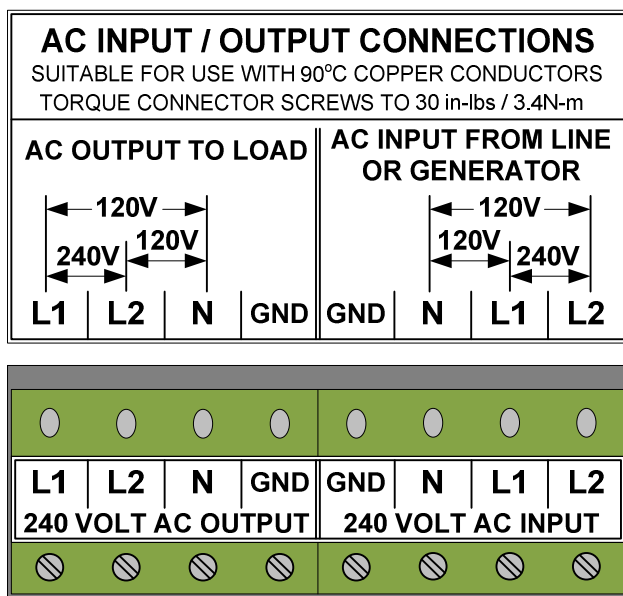 AC INPUT / OUTPUT CONNECTIONS
SUITABLE FOR USE WITH 90°C COPPER CONDUCTORS
TORQUE CONNECTOR SCREWS TO 30 in-lbs / 3.4N-m
AC OUTPUT TO LOAD
120V
240V 120V
L1 L2 N GND
AC INPUT FROM LINE
OR GENERATOR
120V
120V 240V
GND N L1 L2
L1 L2 N GND GND N L1 L2
240 VOLT AC OUTPUT 240 VOLT AC INPUT